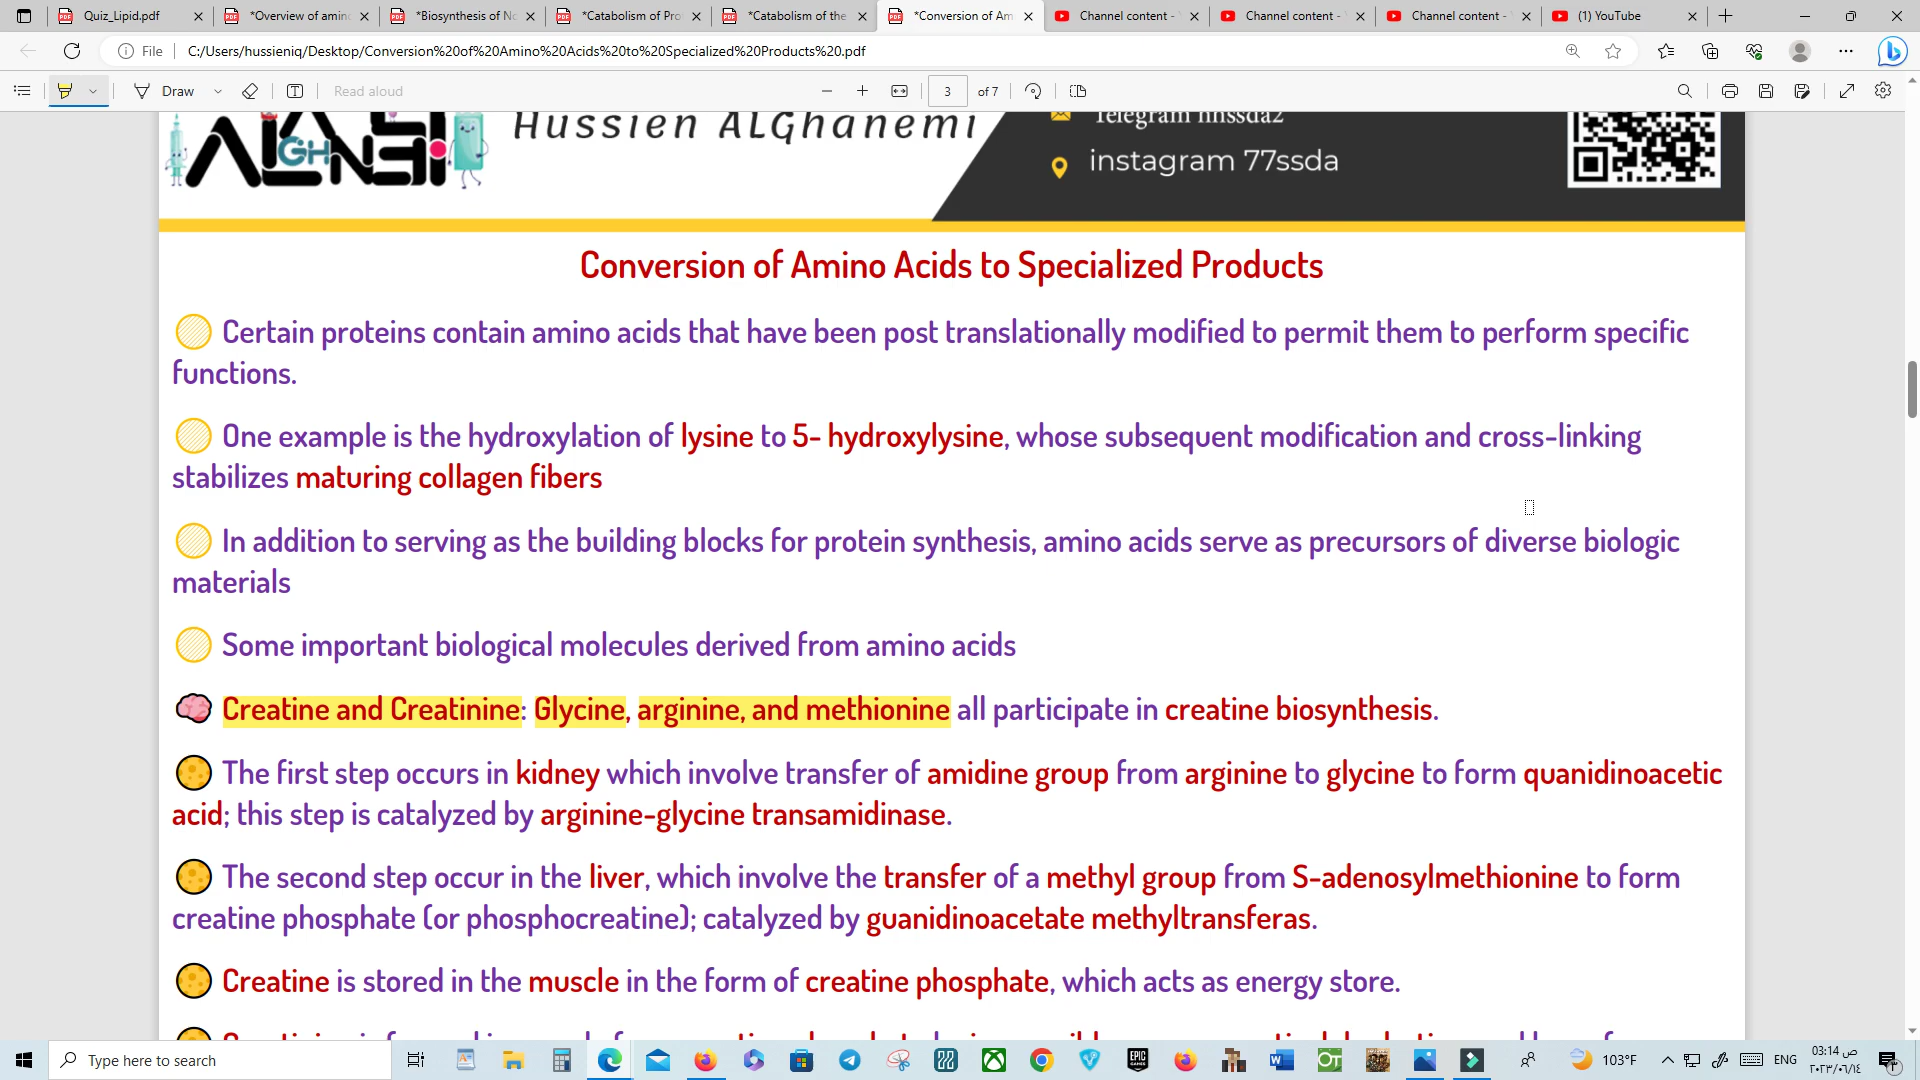 Quiz_Lipid.pdf
*Overview of amin
*Biosynthesis of No
*Catabolism of Pro
*Catabolism of the
*Conversion of Am
Channel content -
Channel content -
Channel content -
(1) YouTube
File
C:/Users/hussieniq/Desktop/Conversion%20of%20Amino%20Acids%20to%20Specialized%20Products%20.pdf
Draw
Read aloud
3 of 7
Hussien ALGhanemi
Telegram hhssda2
instagram 77ssda
Conversion of Amino Acids to Specialized Products
Certain proteins contain amino acids that have been post translationally modified to permit them to perform specific
functions.
One example is the hydroxylation of lysine to 5- hydroxylysine, whose subsequent modification and cross-linking
stabilizes maturing collagen fibers
In addition to serving as the building blocks for protein synthesis, amino acids serve as precursors of diverse biologic
materials
Some important biological molecules derived from amino acids
Creatine and Creatinine: Glycine, arginine, and methionine all participate in creatine biosynthesis.
The first step occurs in kidney which involve transfer of amidine group from arginine to glycine to form quanidinoacetic
acid; this step is catalyzed by arginine-glycine transamidinase.
The second step occur in the liver, which involve the transfer of a methyl group from S-adenosylmethionine to form
creatine phosphate (or phosphocreatine); catalyzed by guanidinoacetate methyltransferas.
Creatine is stored in the muscle in the form of creatine phosphate, which acts as energy store.
Type here to search
103°F
ENG
03:14 ص
٢٠٢٣/٠٦/١٤